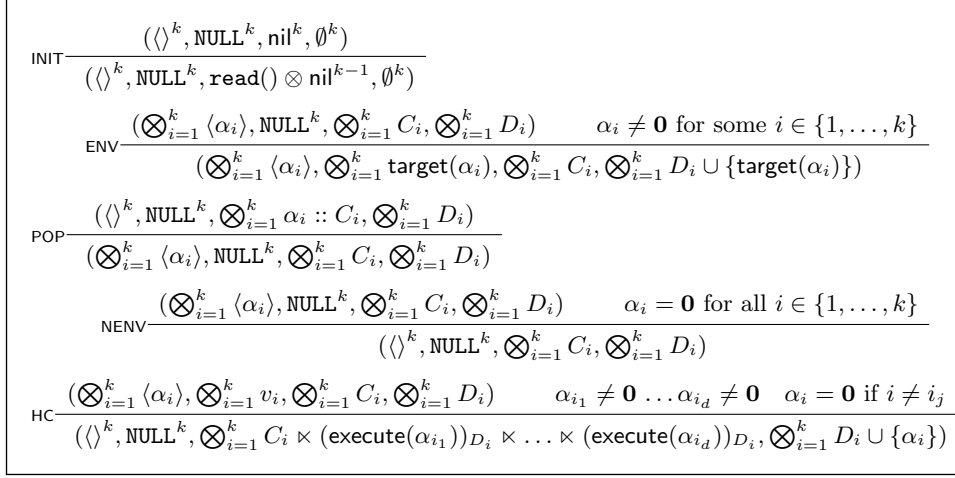 INIT (⟨⟩^k, NULL^k, nil^k, ∅^k)
(⟨⟩^k, NULL^k, read() ⊗ nil^{k−1}, ∅^k)
ENV (⨂_{i=1}^k ⟨α_i⟩, NULL^k, ⨂_{i=1}^k C_i, ⨂_{i=1}^k D_i) α_i ≠ 𝟎 for some i ∈ {1, …, k}
(⨂_{i=1}^k ⟨α_i⟩, ⨂_{i=1}^k target(α_i), ⨂_{i=1}^k C_i, ⨂_{i=1}^k D_i ∪ {target(α_i)})
POP (⟨⟩^k, NULL^k, ⨂_{i=1}^k α_i :: C_i, ⨂_{i=1}^k D_i)
(⨂_{i=1}^k ⟨α_i⟩, NULL^k, ⨂_{i=1}^k C_i, ⨂_{i=1}^k D_i)
NENV (⨂_{i=1}^k ⟨α_i⟩, NULL^k, ⨂_{i=1}^k C_i, ⨂_{i=1}^k D_i) α_i = 𝟎 for all i ∈ {1, …, k}
(⟨⟩^k, NULL^k, ⨂_{i=1}^k C_i, ⨂_{i=1}^k D_i)
HC (⨂_{i=1}^k ⟨α_i⟩, ⨂_{i=1}^k v_i, ⨂_{i=1}^k C_i, ⨂_{i=1}^k D_i) α_{i_1} ≠ 𝟎 … α_{i_d} ≠ 𝟎 α_i = 𝟎 if i ≠ i_j
(⟨⟩^k, NULL^k, ⨂_{i=1}^k C_i ⋉ (execute(α_{i_1}))_{D_i} ⋉ … ⋉ (execute(α_{i_d}))_{D_i}, ⨂_{i=1}^k D_i ∪ {α_i})